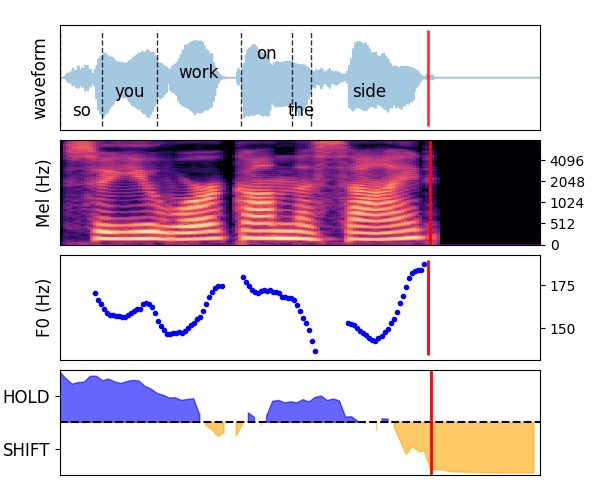 waveform
so
you
work
on
the
side
Mel (Hz)
4096
2048
1024
512
0
F0 (Hz)
175
150
HOLD
SHIFT